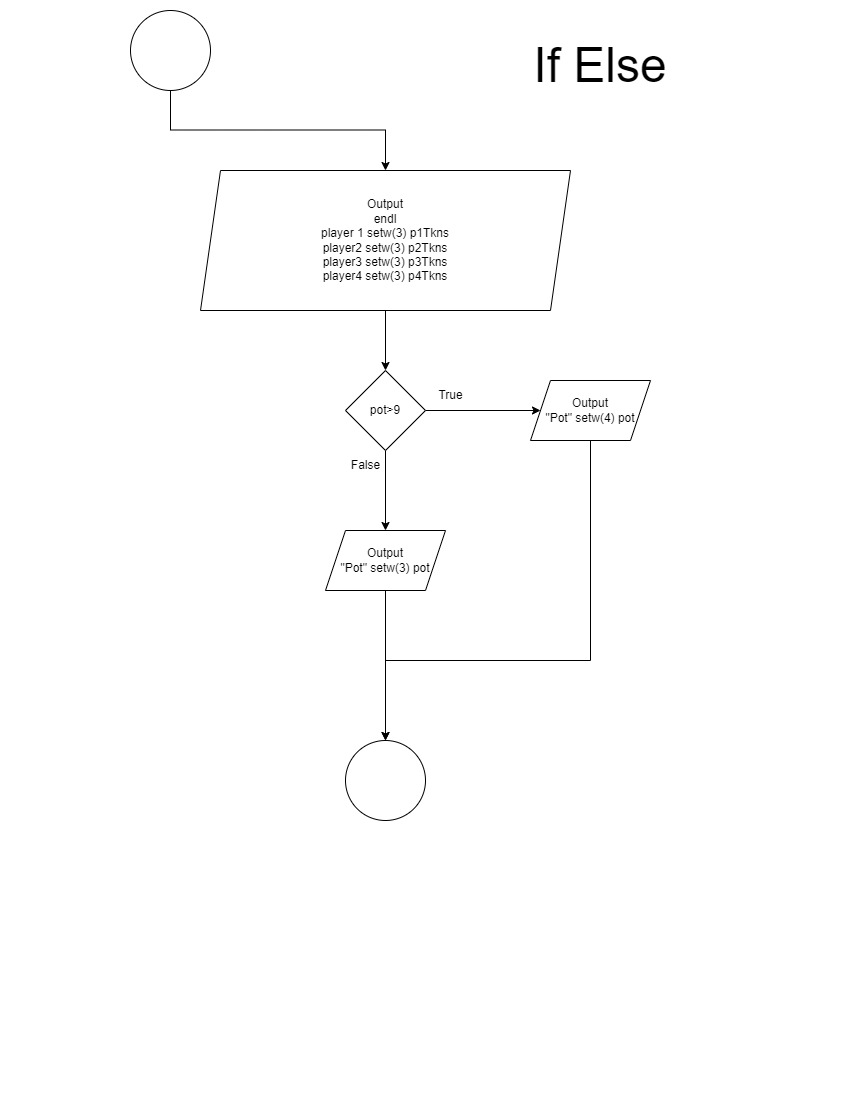 If Else
Output
endl
player 1 setw(3) p1Tkns
player2 setw(3) p2Tkns
player3 setw(3) p3Tkns
player4 setw(3) p4Tkns
pot>9
True
Output
"Pot" setw(4) pot
False
Output
"Pot" setw(3) pot